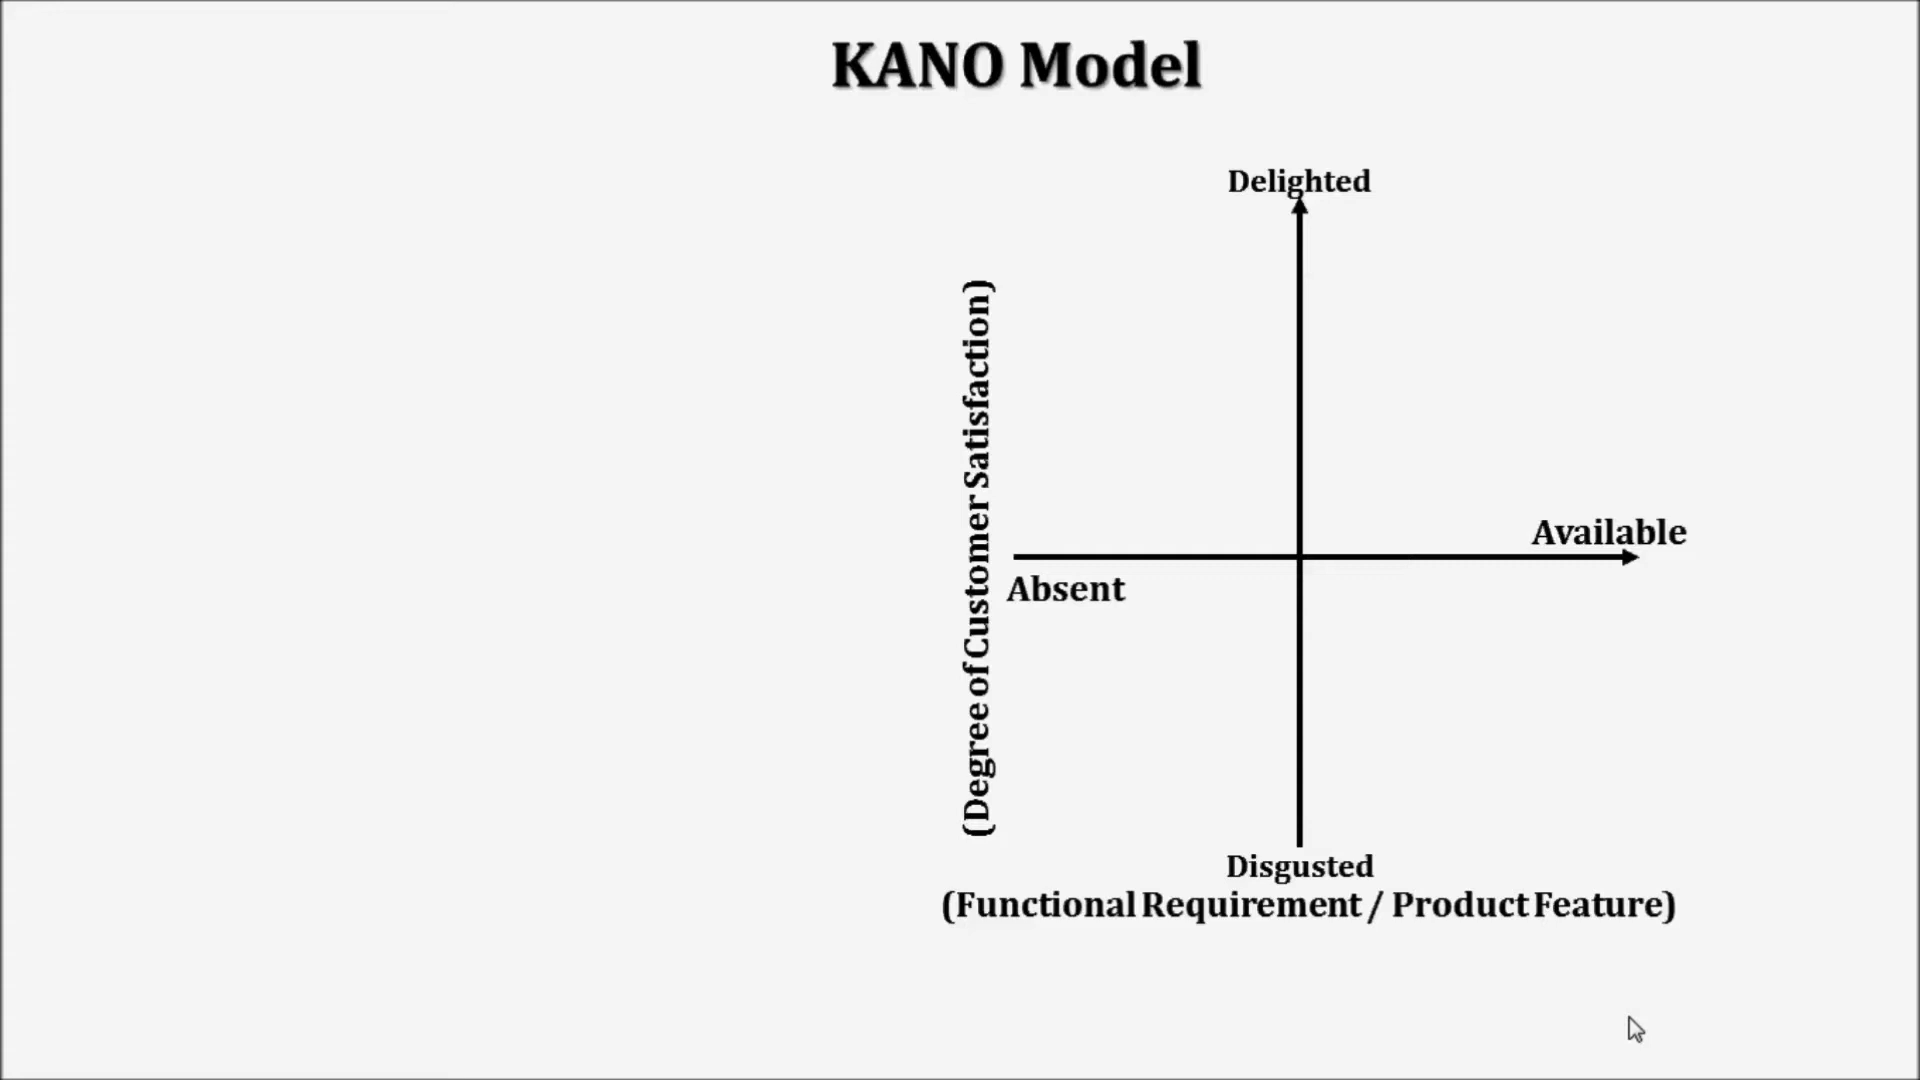 KANO Model
Delighted
(Degree of Customer Satisfaction)
Available
Absent
Disgusted
(Functional Requirement / Product Feature)